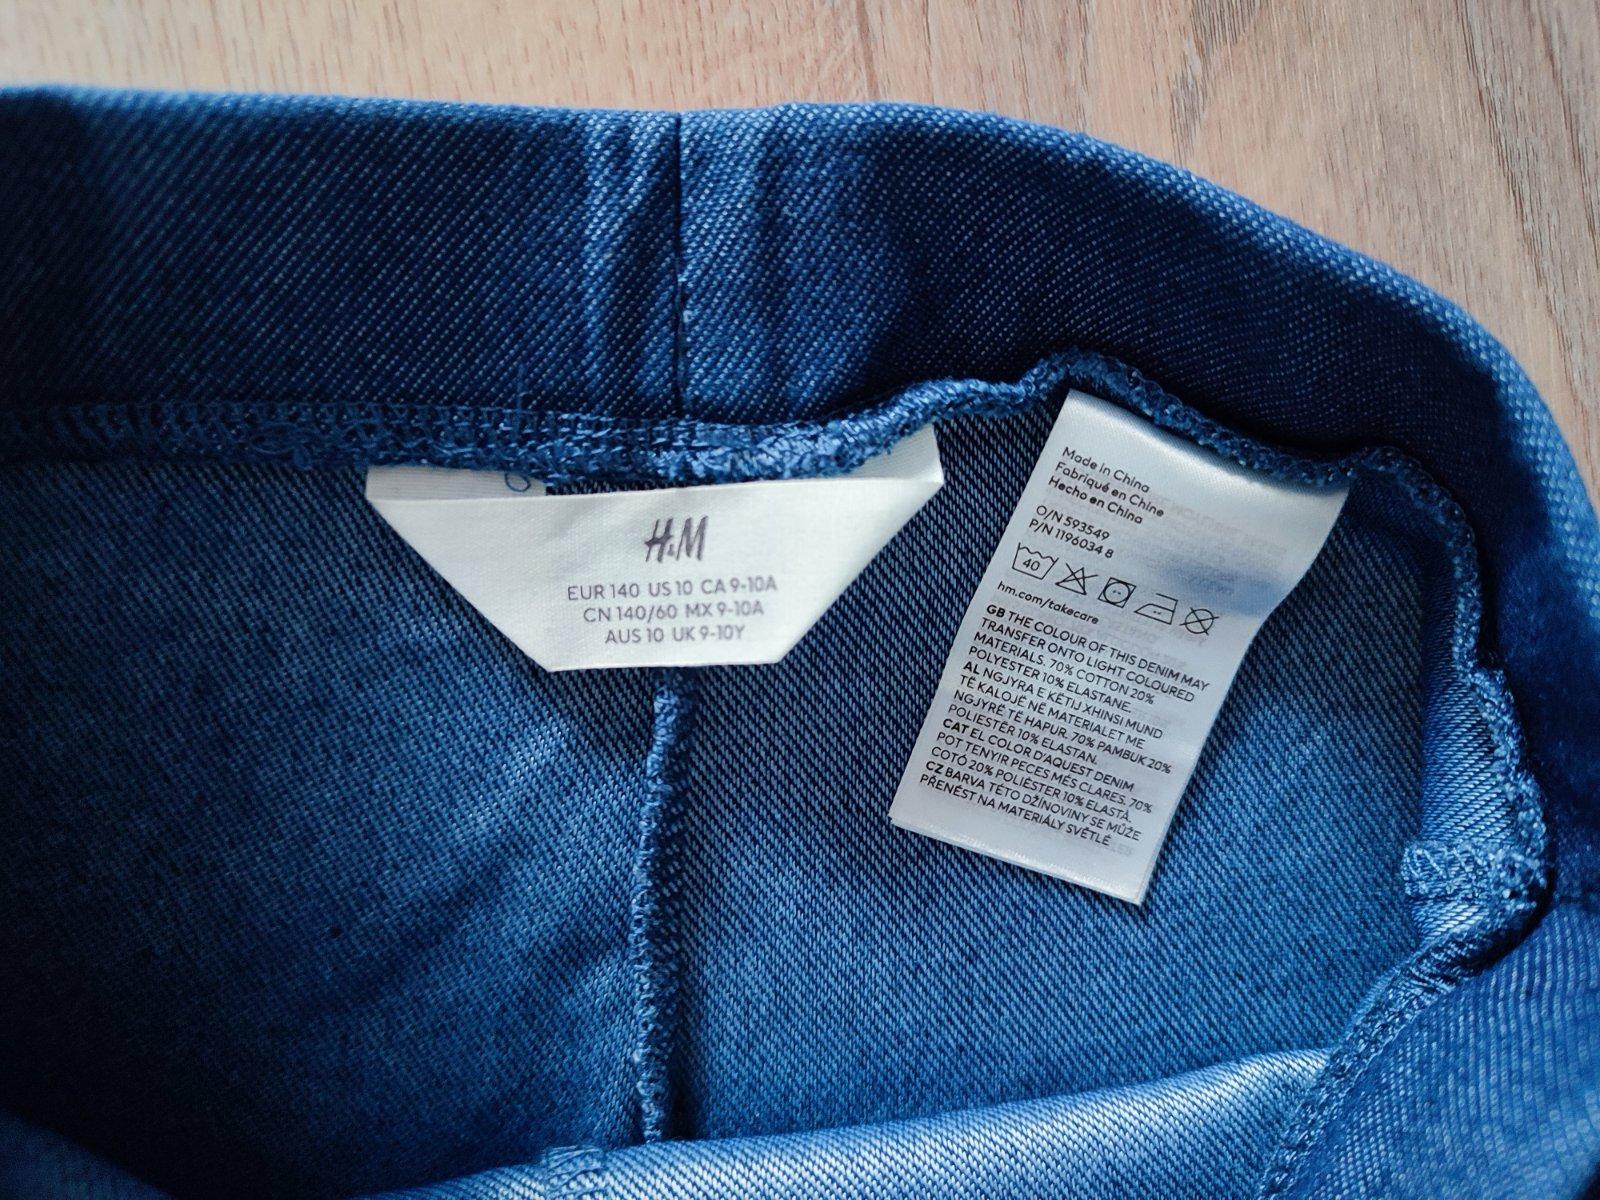 H&M
EUR 140 US 10 CA 9-10A
CN 140/60 MX 9-10A
AUS 10 UK 9-10Y
Made in China
Fabriqué en Chine
Hecho en China
O/N 593549
P/N 1196034 8
40
hm.com/takecare
GB THE COLOUR OF THIS DENIM MAY
TRANSFER ONTO LIGHT COLOURED
MATERIALS. 70% COTTON 20%
POLYESTER 10% ELASTANE.
AL NGJYRA E KËTIJ XHINSI MUND
TË KALOJË NË MATERIALET ME
NGJYRË TË HAPUR. 70% PAMBUK 20%
POLIESTËR 10% ELASTAN.
CAT EL COLOR D'AQUEST DENIM
POT TENYIR PECES MÉS CLARES. 70%
COTÓ 20% POLIÈSTER 10% ELASTÀ.
CZ BARVA TÉTO DŽÍNOVINY SE MŮŽE
PŘENÉST NA MATERIÁLY SVĚTLÉ